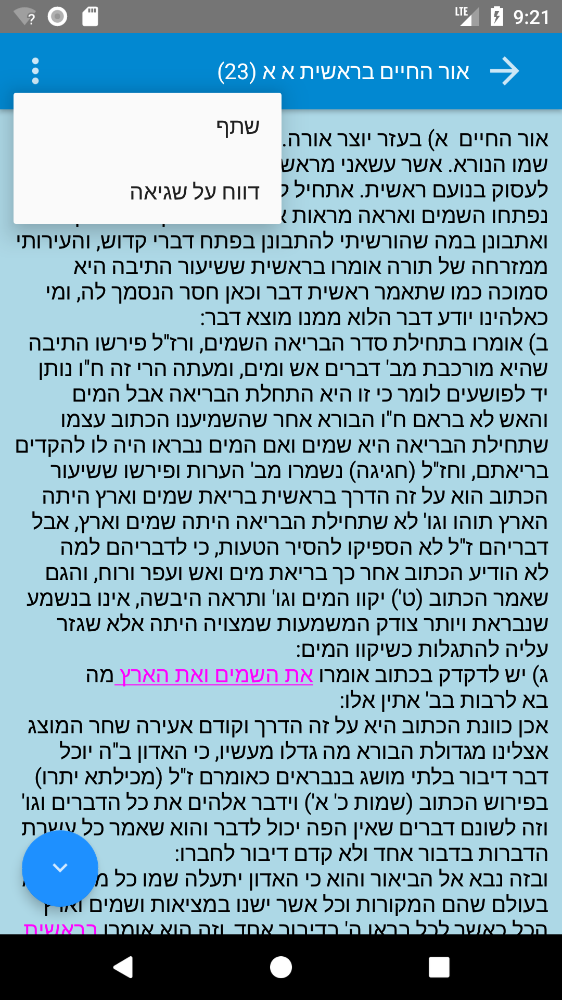 LTE 9:21
אור החיים בראשית א א (23)
שתף
דווח על שגיאה
אור החיים א) בעזר יוצר אורה.
שמו הנורא. אשר עשאני מראש
לעסוק בנועם ראשית. אתחיל
נפתחו השמים ואראה מראות
ואתבונן במה שהורשיתי להתבונן בפתח דברי קדוש, והעירותי
ממזרחה של תורה אומרו בראשית ששיעור התיבה היא
סמוכה כמו שתאמר ראשית דבר וכאן חסר הנסמך לה, ומי
כאלהינו יודע דבר הלוא ממנו מוצא דבר:
ב) אומרו בתחילת סדר הבריאה השמים, ורז"ל פירשו התיבה
שהיא מורכבת מב' דברים אש ומים, ומעתה הרי זה ח"ו נותן
יד לפושעים לומר כי זו היא התחלת הבריאה אבל המים
והאש לא בראם ח"ו הבורא אחר שהשמיענו הכתוב עצמו
שתחילת הבריאה היא שמים ואם המים נבראו היה לו להקדים
בריאתם, וחז"ל (חגיגה) נשמרו מב' הערות ופירשו ששיעור
הכתוב הוא על זה הדרך בראשית בריאת שמים וארץ היתה
הארץ תוהו וגו' לא שתחילת הבריאה היתה שמים וארץ, אבל
דבריהם ז"ל לא הספיקו להסיר הטעות, כי לדבריהם למה
לא הודיע הכתוב אחר כך בריאת מים ואש ועפר ורוח, והגם
שאמר הכתוב (ט') יקוו המים וגו' ותראה היבשה, אינו בנשמע
שנבראת ויותר צודק המשמעות שמצויה היתה אלא שגזר
עליה להתגלות כשיקוו המים:
ג) יש לדקדק בכתוב אומרו את השמים ואת הארץ מה
בא לרבות בב' אתין אלו:
אכן כוונת הכתוב היא על זה הדרך וקודם אעירה שחר המוצג
אצלינו מגדולת הבורא מה גדלו מעשיו, כי האדון ב"ה יוכל
דבר דיבור בלתי מושג בנבראים כאומרם ז"ל (מכילתא יתרו)
בפירוש הכתוב (שמות כ' א') וידבר אלהים את כל הדברים וגו'
וזה לשונם דברים שאין הפה יכול לדבר והוא שאמר כל עשרת
הדברות בדבור אחד ולא קדם דיבור לחברו:
ובזה נבא אל הביאור והוא כי האדון יתעלה שמו כל
בעולם שהם המקורות וכל אשר ישנו במציאות ושמים וארץ
הכל כאשר לכל בראו ה' בדיבור אחד. וזה הוא אומרו בראשית